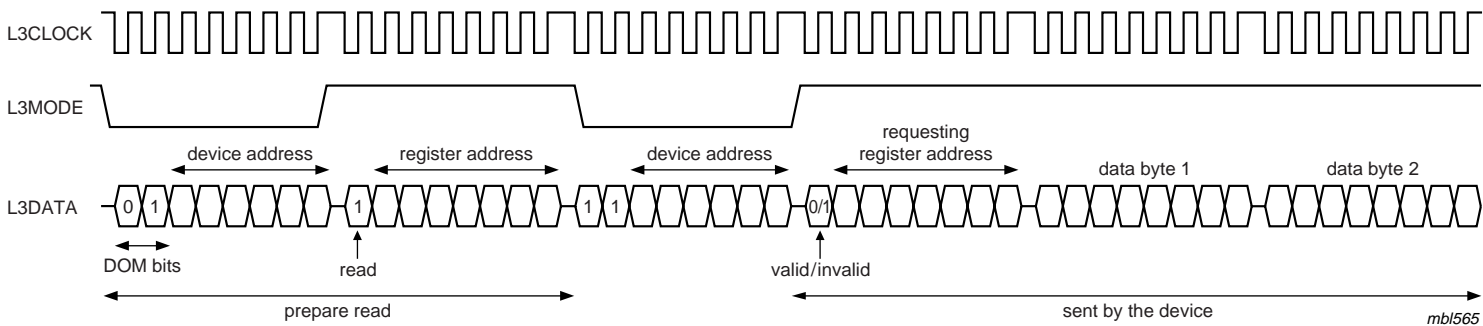 L3CLOCK
L3MODE
requesting
device address
register address
device address
register address
data byte 1
data byte 2
L3DATA
0
1
1
1
1
0/1
DOM bits
read
valid/invalid
prepare read
sent by the device
mbl565